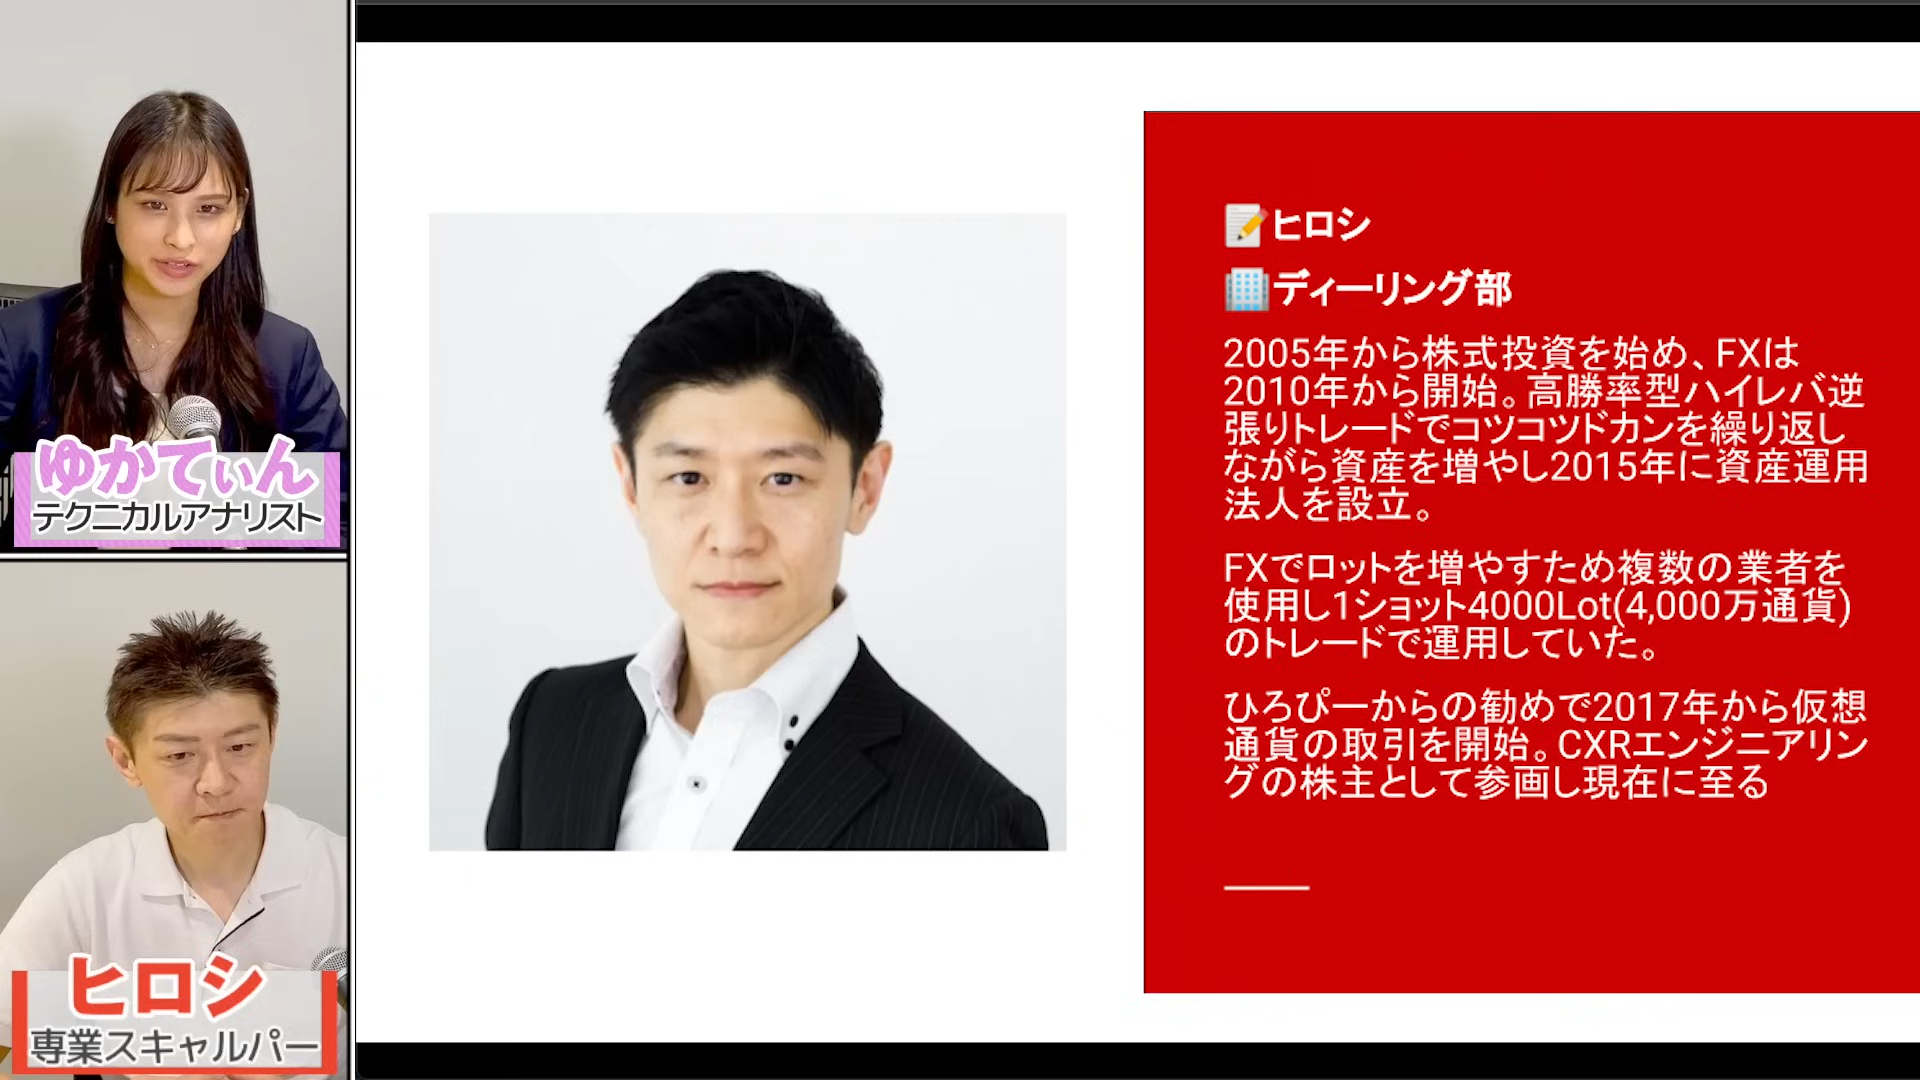 ゆかてぃん
テクニカルアナリスト
ヒロシ
専業スキャルパー
📝ヒロシ
🏢ディーリング部
2005年から株式投資を始め、FXは
2010年から開始。高勝率型ハイレバ逆
張りトレードでコツコツドカンを繰り返し
ながら資産を増やし2015年に資産運用
法人を設立。
FXでロットを増やすため複数の業者を
使用し1ショット4000Lot(4,000万通貨)
のトレードで運用していた。
ひろぴーからの勧めで2017年から仮想
通貨の取引を開始。CXRエンジニアリン
グの株主として参画し現在に至る